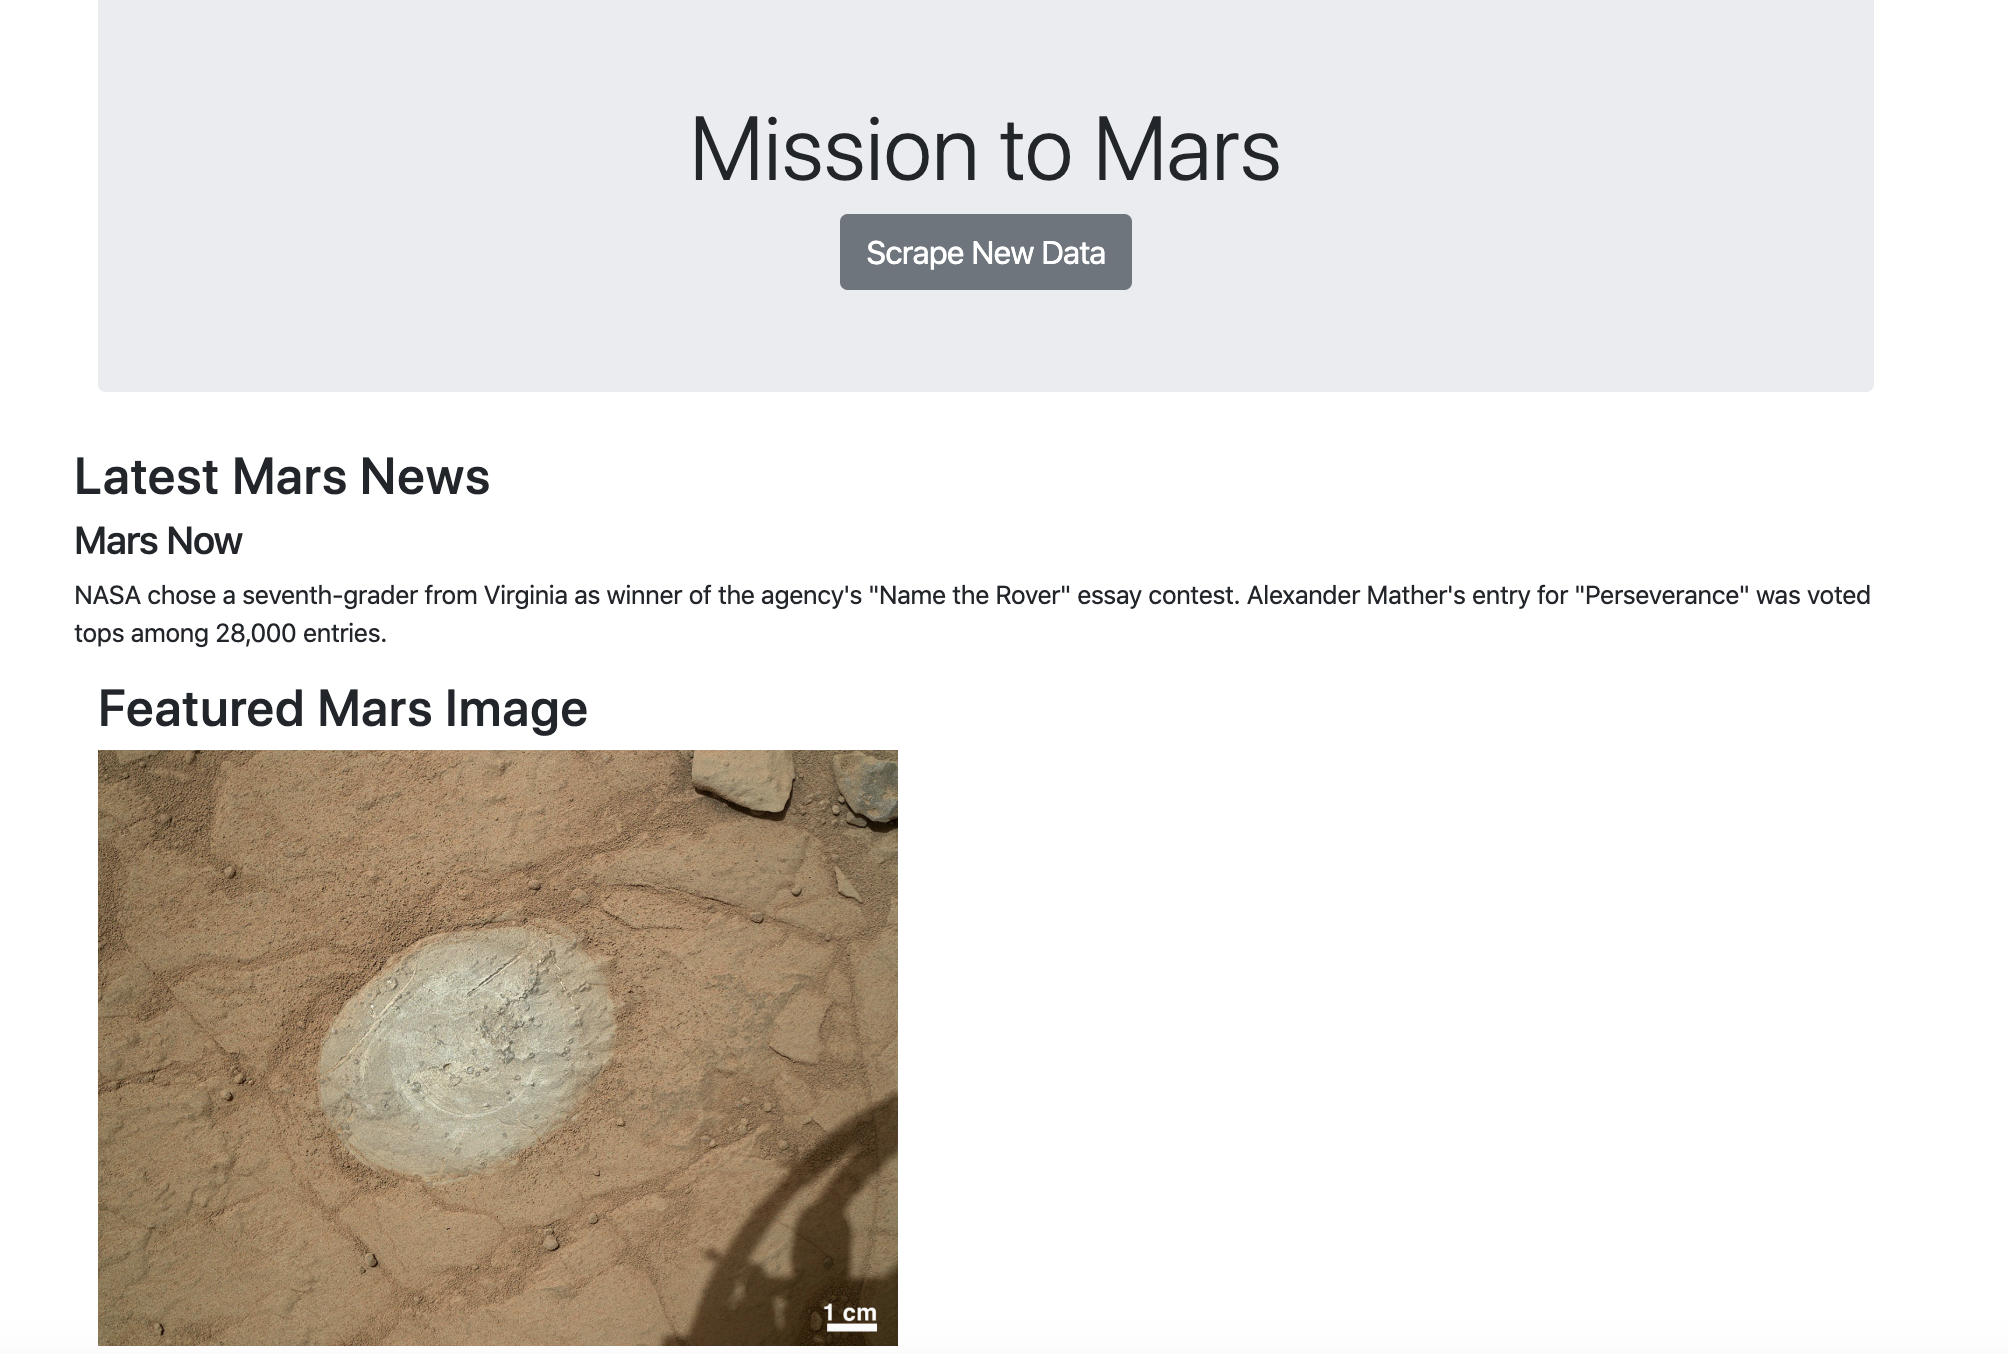 Mission to Mars
Scrape New Data
Latest Mars News
Mars Now
NASA chose a seventh-grader from Virginia as winner of the agency's "Name the Rover" essay contest. Alexander Mather's entry for "Perseverance" was voted
tops among 28,000 entries.
Featured Mars Image
1 cm